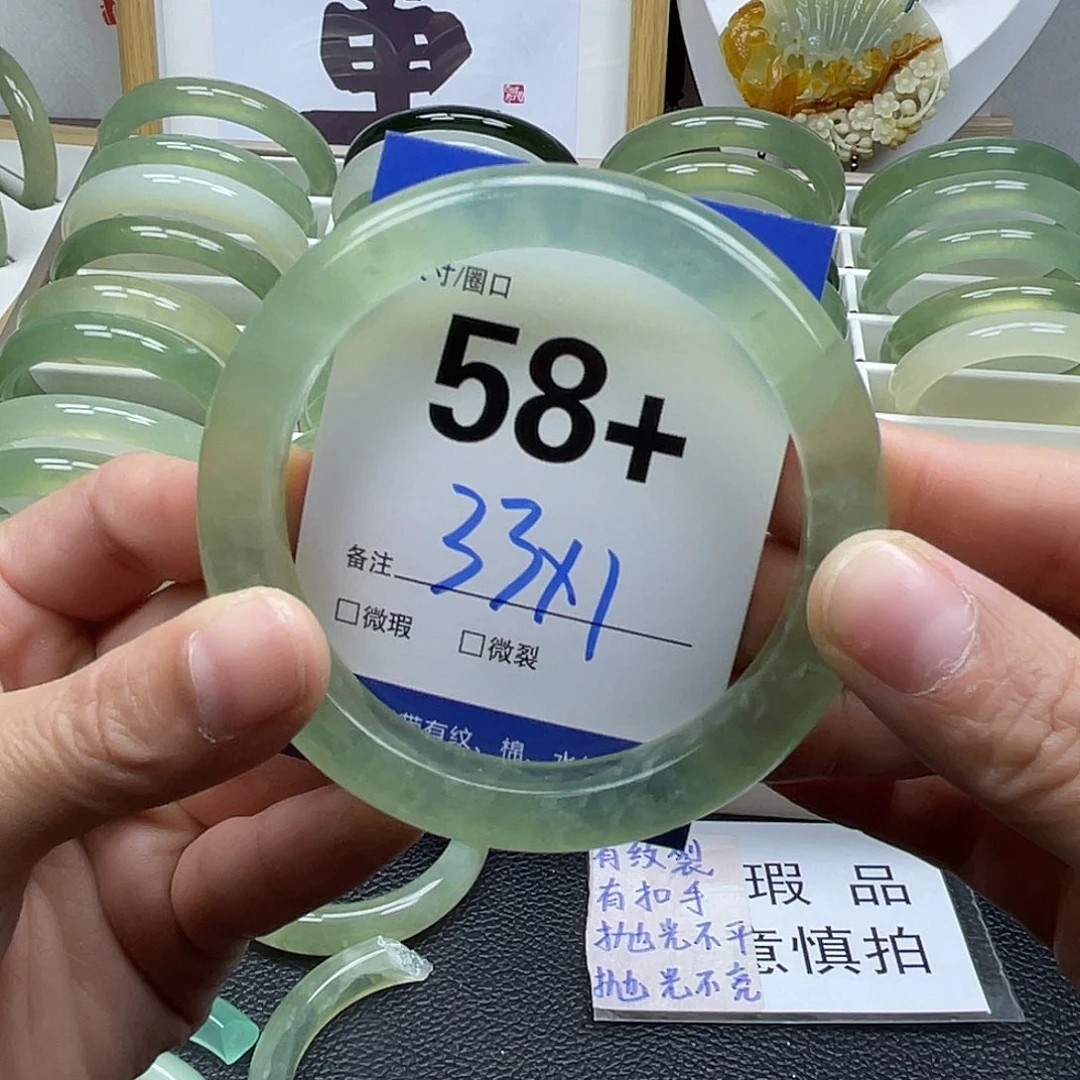 寸/圈口
58+
备注 33x1
□微瑕 □微裂
带有纹、棉、水
有纹裂
有扣手
抛光不平
抛光不亮
瑕 品
意慎拍